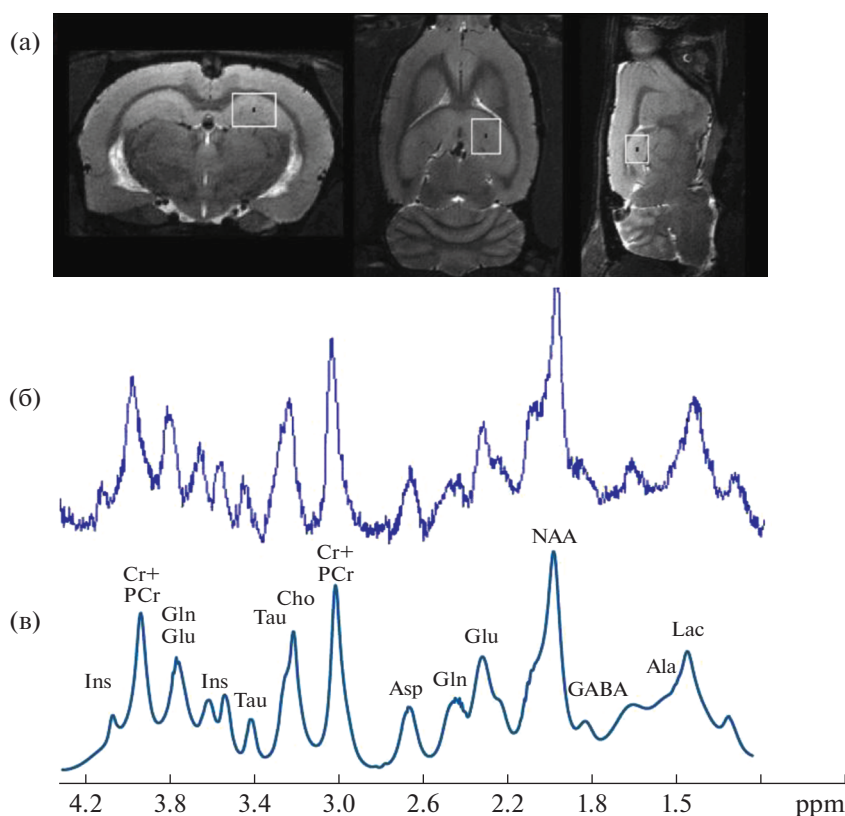 (а)
(б)
(в)
Cr+
PCr
Gln
Glu
Ins
Ins
Tau
Tau
Cho
Cr+
PCr
Asp
Gln
Glu
NAA
GABA
Ala
Lac
4.2 3.8 3.4 3.0 2.6 2.2 1.8 1.5 ppm